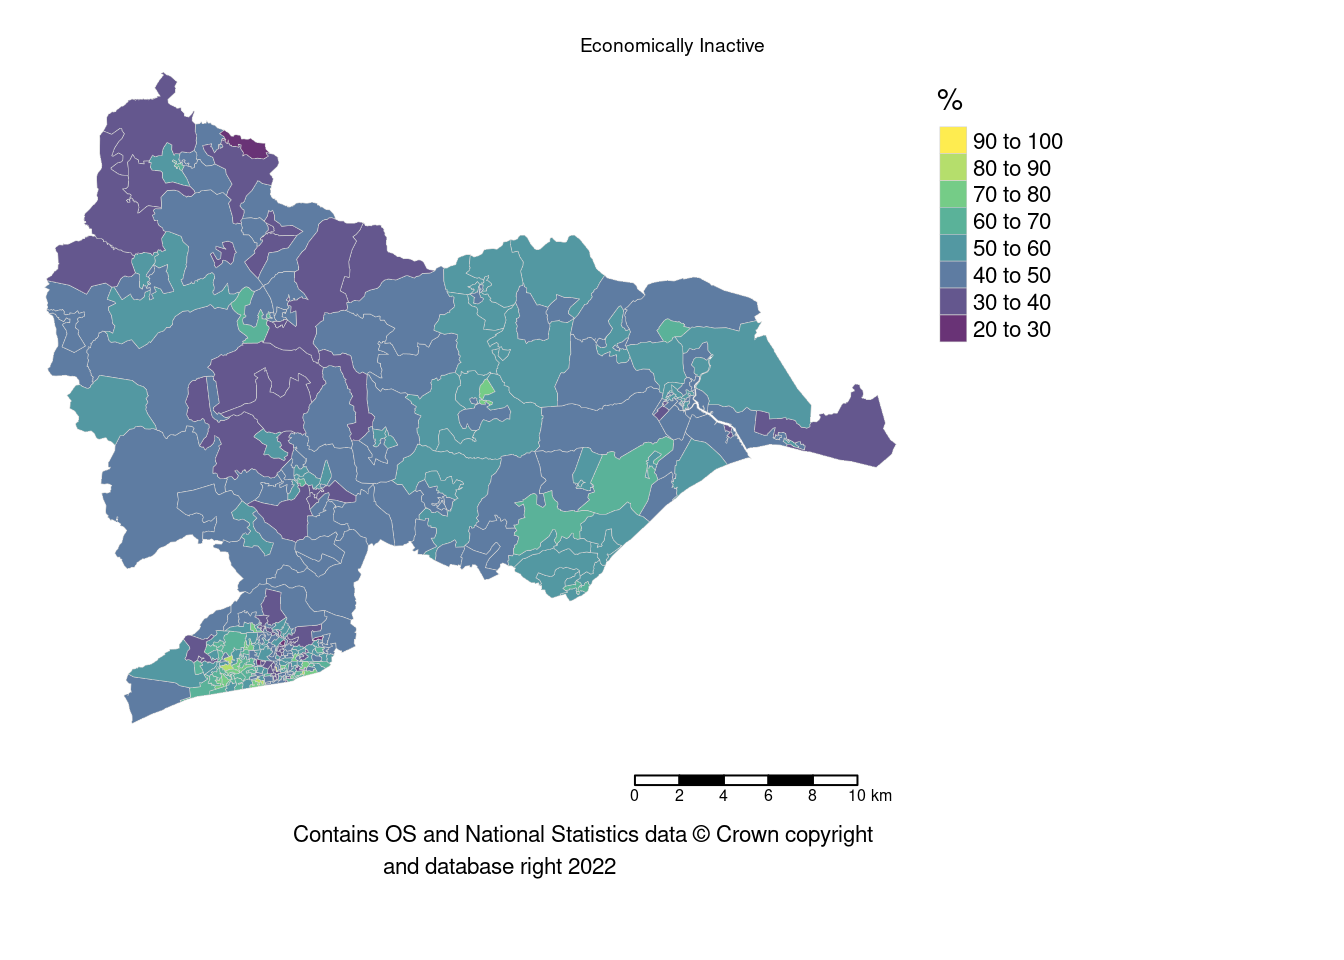 Economically Inactive
%
90 to 100
80 to 90
70 to 80
60 to 70
50 to 60
40 to 50
30 to 40
20 to 30
0 2 4 6 8 10 km
Contains OS and National Statistics data © Crown copyright
and database right 2022